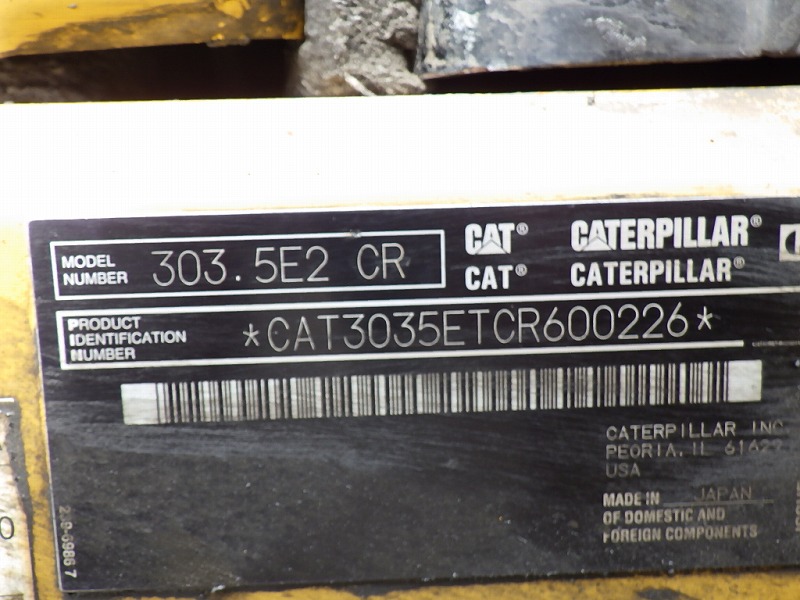 MODEL NUMBER 303.5E2 CR
CAT® CATERPILLAR®
CAT® CATERPILLAR®
PRODUCT IDENTIFICATION NUMBER *CAT3035ETCR600226*
CATERPILLAR INC
PEORIA, IL 61629
USA
MADE IN JAPAN
OF DOMESTIC AND
FOREIGN COMPONENTS
0